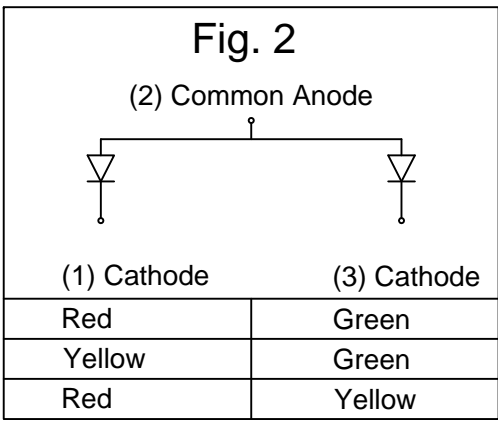 Fig. 2
(2) Common Anode
(1) Cathode (3) Cathode
Red Green
Yellow Green
Red Yellow